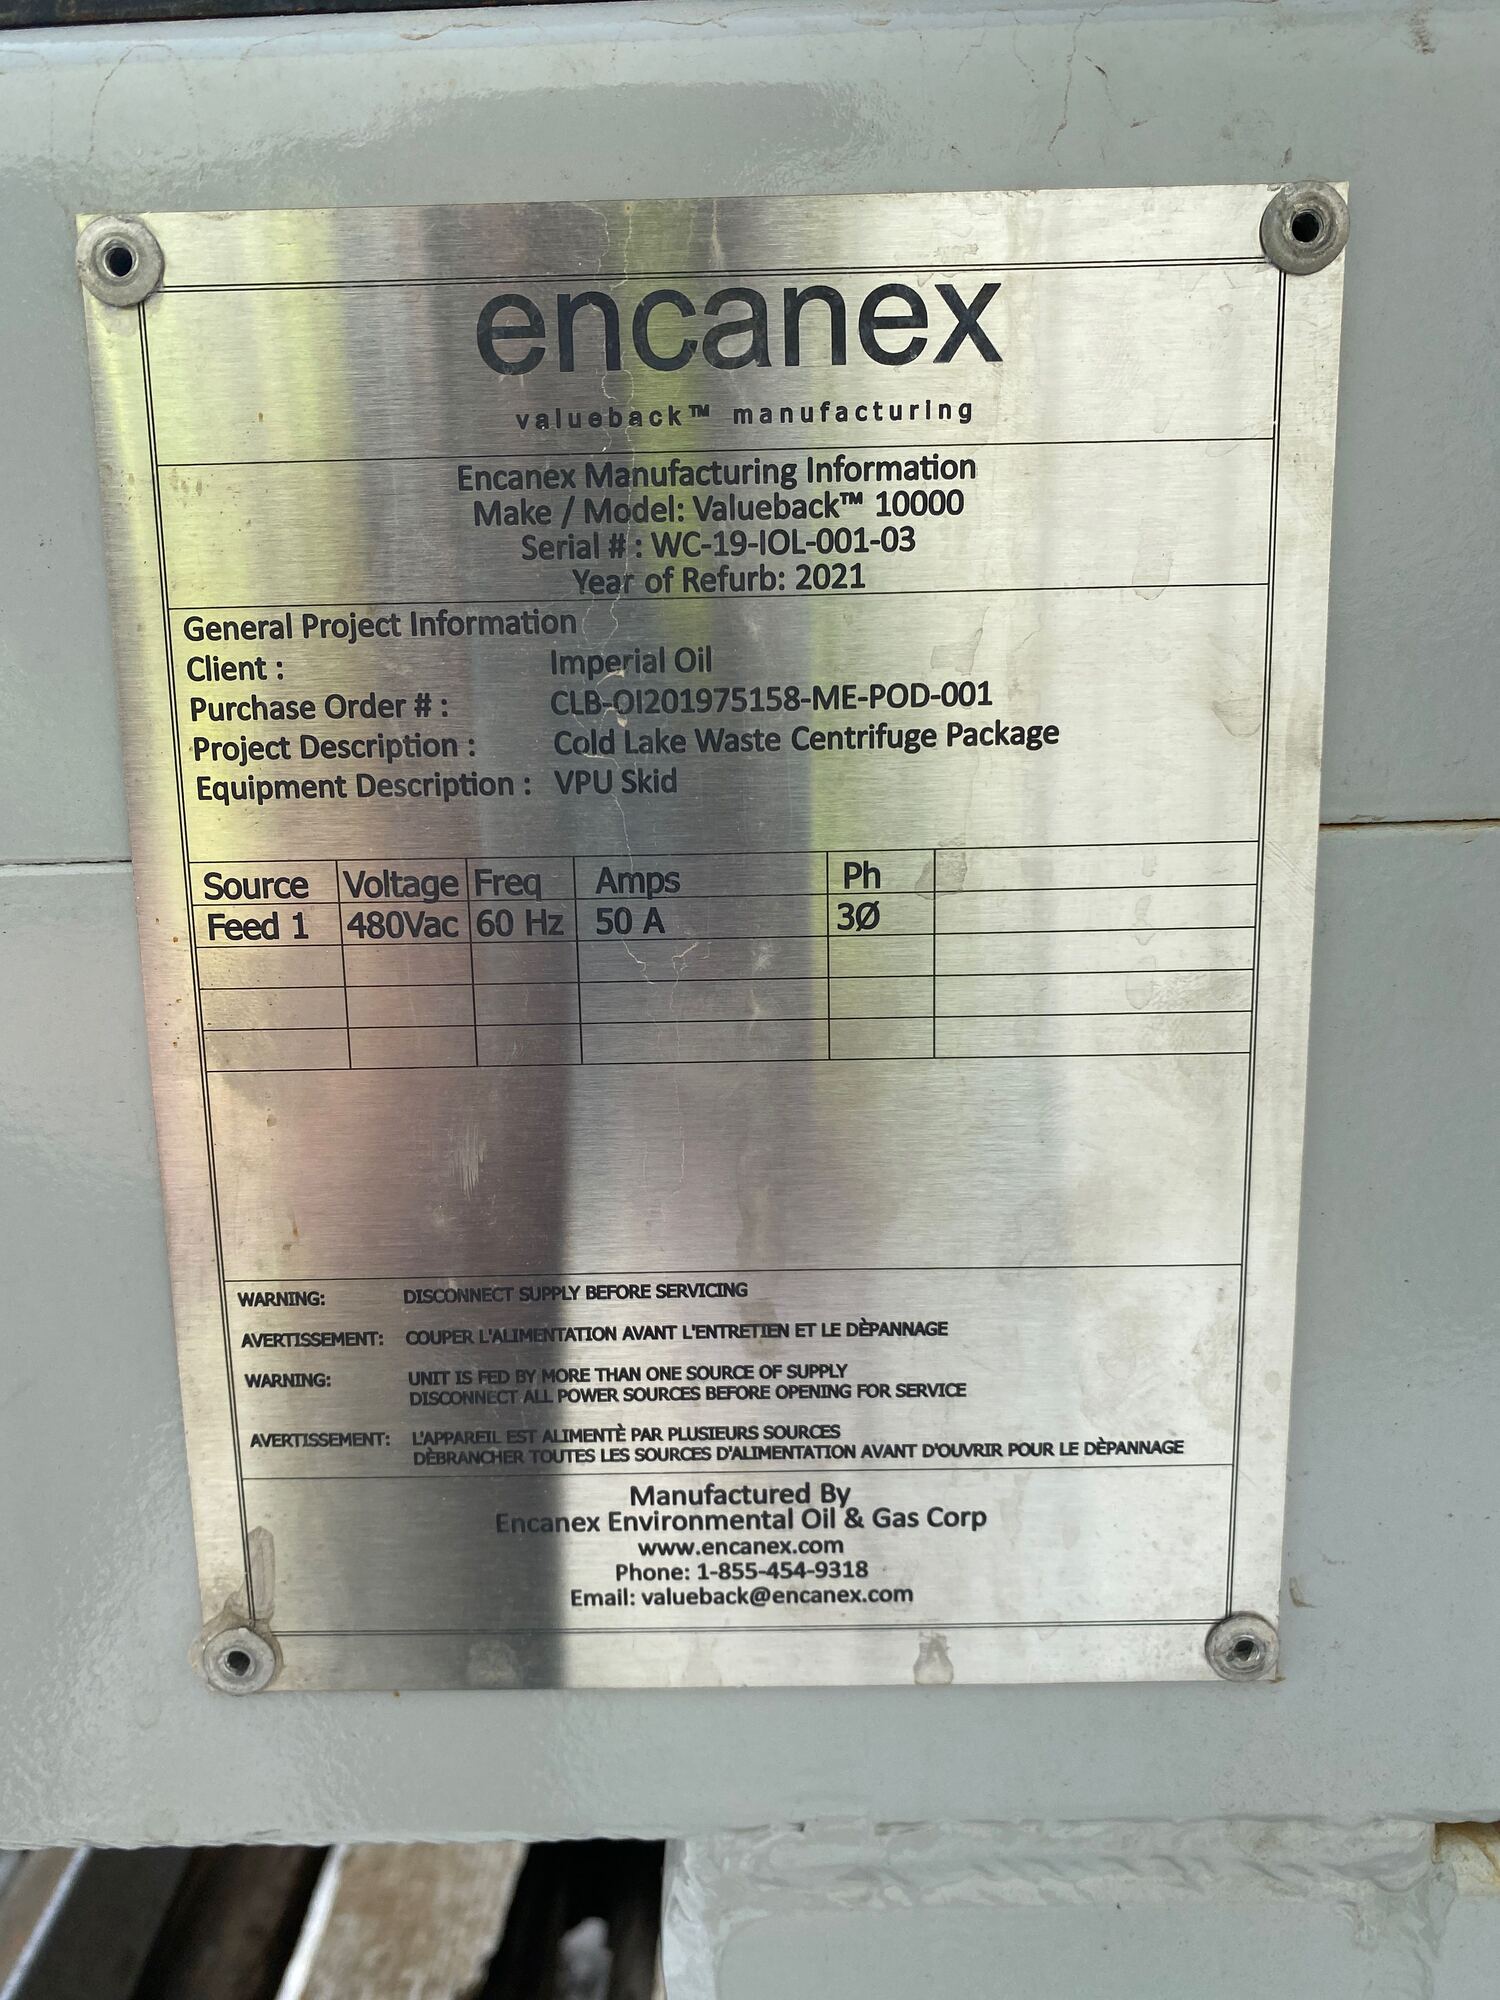 encanex
valueback™ manufacturing
Encanex Manufacturing Information
Make / Model: Valueback™ 10000
Serial # : WC-19-IOL-001-03
Year of Refurb: 2021
General Project Information
Client : Imperial Oil
Purchase Order # : CLB-OI201975158-ME-POD-001
Project Description : Cold Lake Waste Centrifuge Package
Equipment Description : VPU Skid
Source Voltage Freq Amps Ph
Feed 1 480Vac 60 Hz 50 A 3Ø
WARNING: DISCONNECT SUPPLY BEFORE SERVICING
AVERTISSEMENT: COUPER L'ALIMENTATION AVANT L'ENTRETIEN ET LE DÈPANNAGE
WARNING: UNIT IS FED BY MORE THAN ONE SOURCE OF SUPPLY
DISCONNECT ALL POWER SOURCES BEFORE OPENING FOR SERVICE
AVERTISSEMENT: L'APPAREIL EST ALIMENTÈ PAR PLUSIEURS SOURCES
DÈBRANCHER TOUTES LES SOURCES D'ALIMENTATION AVANT D'OUVRIR POUR LE DÈPANNAGE
Manufactured By
Encanex Environmental Oil & Gas Corp
www.encanex.com
Phone: 1-855-454-9318
Email: valueback@encanex.com